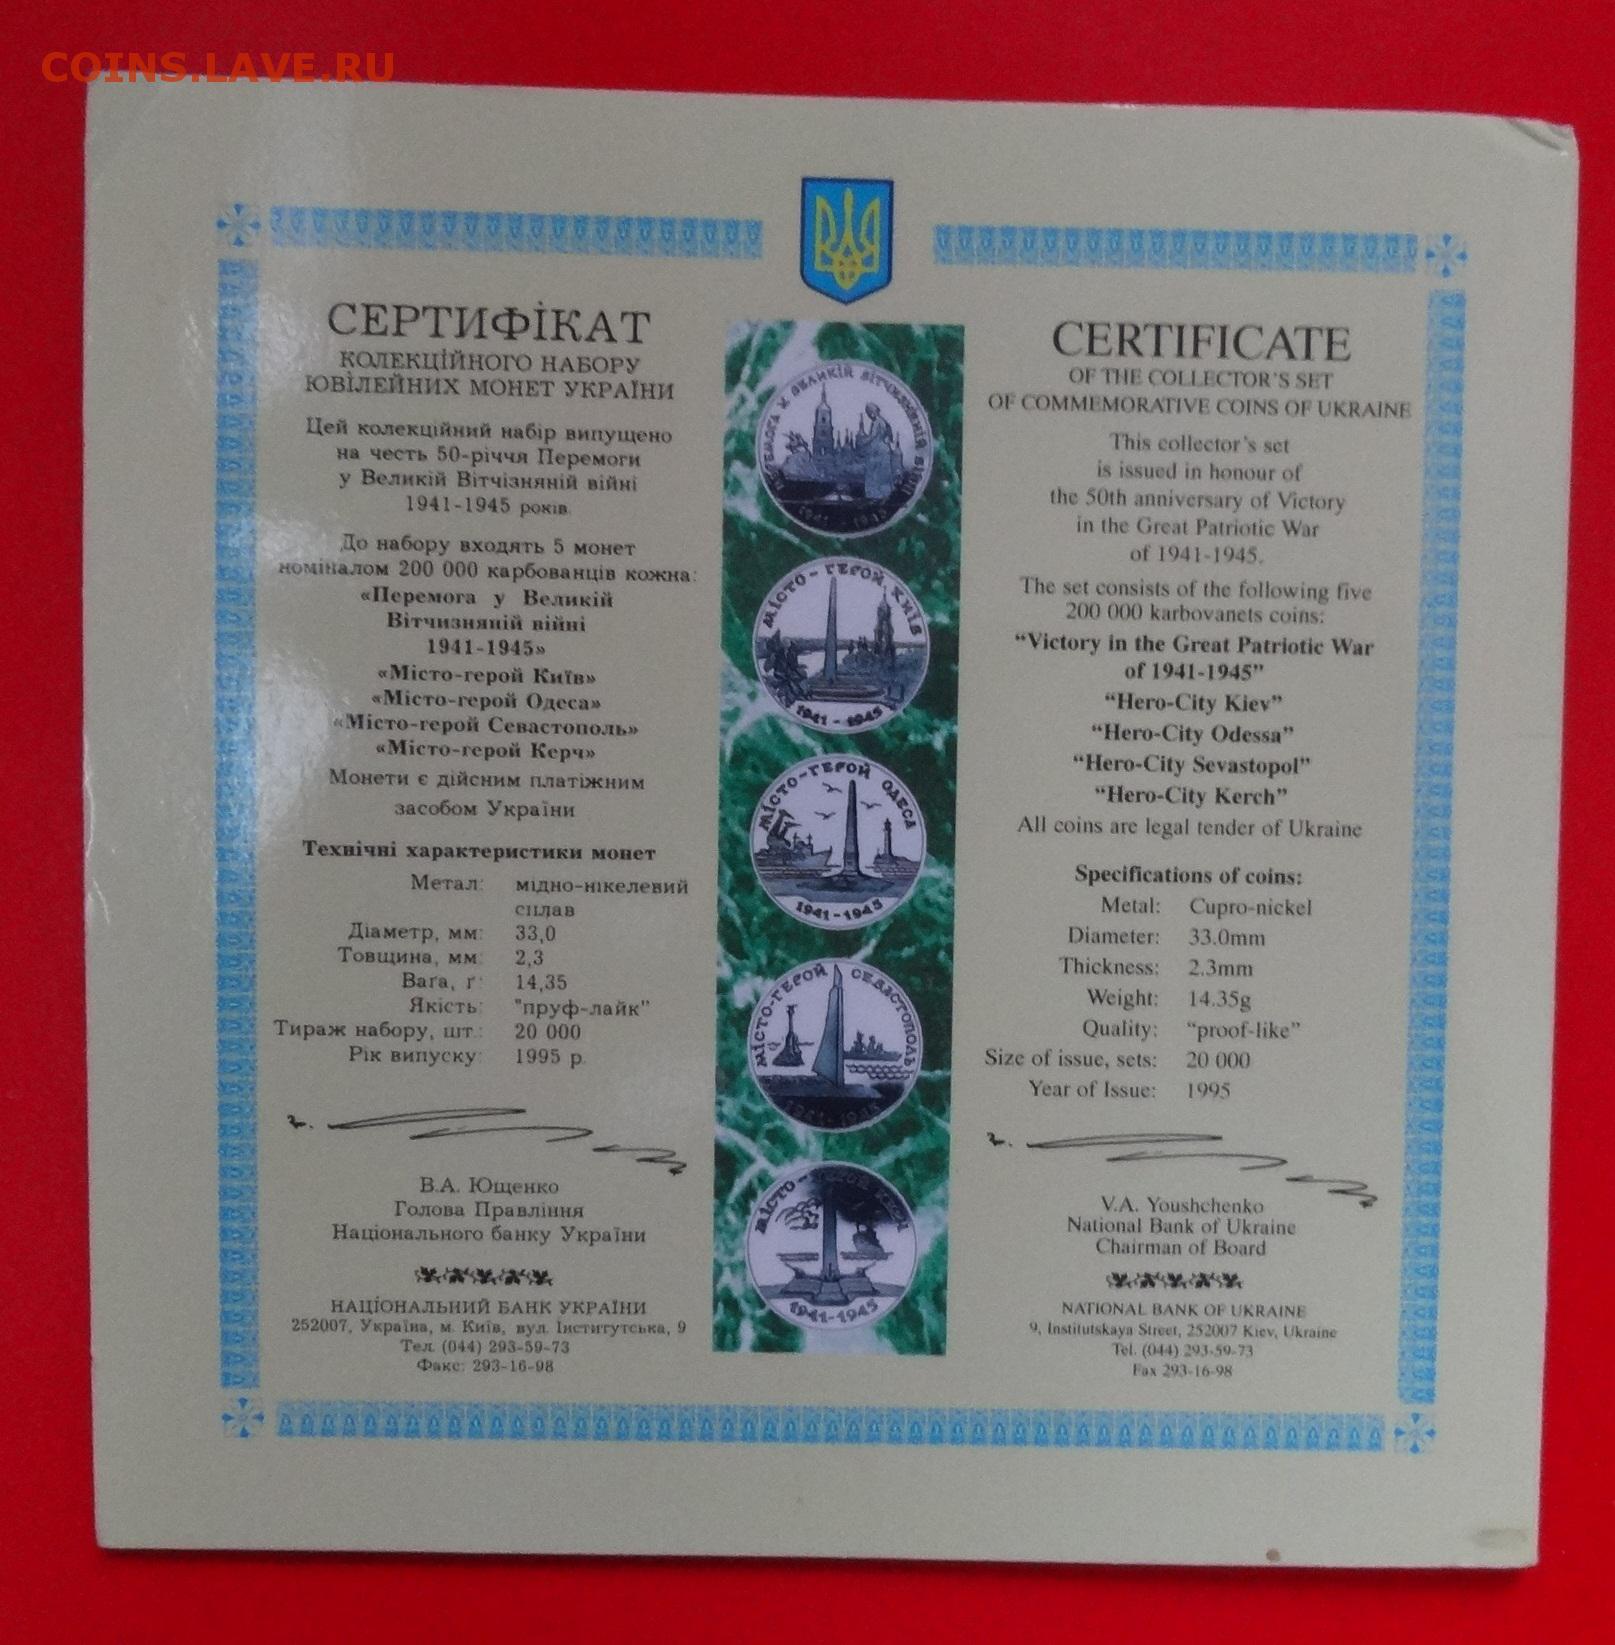 COINS.LAVE.RU
СЕРТИФІКАТ
КОЛЕКЦІЙНОГО НАБОРУ
ЮВІЛЕЙНИХ МОНЕТ УКРАЇНИ
Цей колекційний набір випущено
на честь 50-річчя Перемоги
у Великій Вітчізняній війні
1941-1945 років.
До набору входять 5 монет
номіналом 200 000 карбованців кожна:
«Перемога у Великій
Вітчизняній війні
1941-1945»
«Місто-герой Київ»
«Місто-герой Одеса»
«Місто-герой Севастополь»
«Місто-герой Керч»
Монети є дійсним платіжним
засобом України
Технічні характеристики монет
Метал: мідно-нікелевий
сплав
Діаметр, мм: 33,0
Товщина, мм: 2,3
Вага, г: 14,35
Якість: "пруф-лайк"
Тираж набору, шт.: 20 000
Рік випуску: 1995 р.
В.А. Ющенко
Голова Правління
Національного банку України
НАЦІОНАЛЬНИЙ БАНК УКРАЇНИ
252007, Україна, м. Київ, вул. Інститутська, 9
Тел. (044) 293-59-73
Факс: 293-16-98
ПЕРЕМОГА У ВЕЛИКІЙ ВІТЧИЗНЯНІЙ ВІЙНІ
1941 - 1945
МІСТО-ГЕРОЙ КИЇВ
1941 - 1945
МІСТО-ГЕРОЙ ОДЕСА
1941-1945
МІСТО-ГЕРОЙ СЕВАСТОПОЛЬ
1941-1945
МІСТО-ГЕРОЙ КЕРЧ
1941-1945
CERTIFICATE
OF THE COLLECTOR'S SET
OF COMMEMORATIVE COINS OF UKRAINE
This collector's set
is issued in honour of
the 50th anniversary of Victory
in the Great Patriotic War
of 1941-1945.
The set consists of the following five
200 000 karbovanets coins:
“Victory in the Great Patriotic War
of 1941-1945”
“Hero-City Kiev”
“Hero-City Odessa”
“Hero-City Sevastopol”
“Hero-City Kerch”
All coins are legal tender of Ukraine
Specifications of coins:
Metal: Cupro-nickel
Diameter: 33.0mm
Thickness: 2.3mm
Weight: 14.35g
Quality: “proof-like”
Size of issue, sets: 20 000
Year of Issue: 1995
V.A. Youshchenko
National Bank of Ukraine
Chairman of Board
NATIONAL BANK OF UKRAINE
9, Institutskaya Street, 252007 Kiev, Ukraine
Tel. (044) 293-59-73
Fax 293-16-98